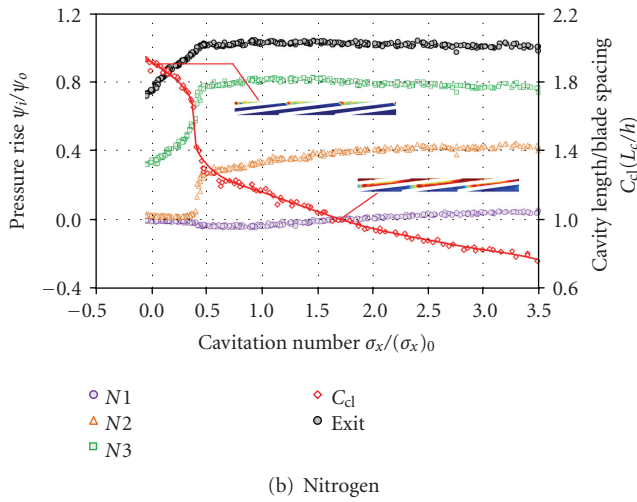 1.2
0.8
0.4
0.0
−0.4
Pressure rise ψi/ψo
2.2
1.8
1.4
1.0
0.6
Cavity length/blade spacing
Ccl(Lc/h)
−0.5 0.0 0.5 1.0 1.5 2.0 2.5 3.0 3.5
Cavitation number σx/(σx)0
N1 Ccl
N2 Exit
N3
(b) Nitrogen